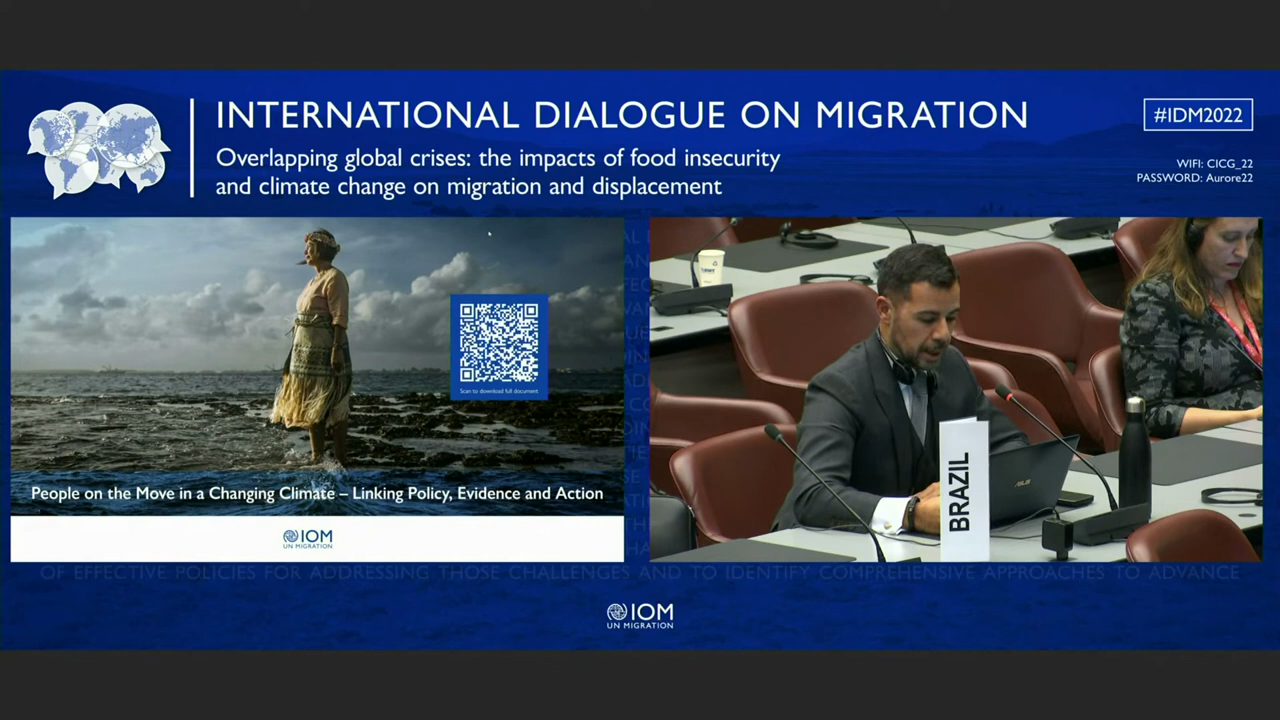 INTERNATIONAL DIALOGUE ON MIGRATION
Overlapping global crises: the impacts of food insecurity
and climate change on migration and displacement
#IDM2022
WIFI: CICG_22
PASSWORD: Aurore22
Scan to download full document
People on the Move in a Changing Climate – Linking Policy, Evidence and Action
IOM
UN MIGRATION
BRAZIL
ASUS
OF EFFECTIVE POLICIES FOR ADDRESSING THOSE CHALLENGES AND TO IDENTIFY COMPREHENSIVE APPROACHES TO ADVANCE
IOM
UN MIGRATION